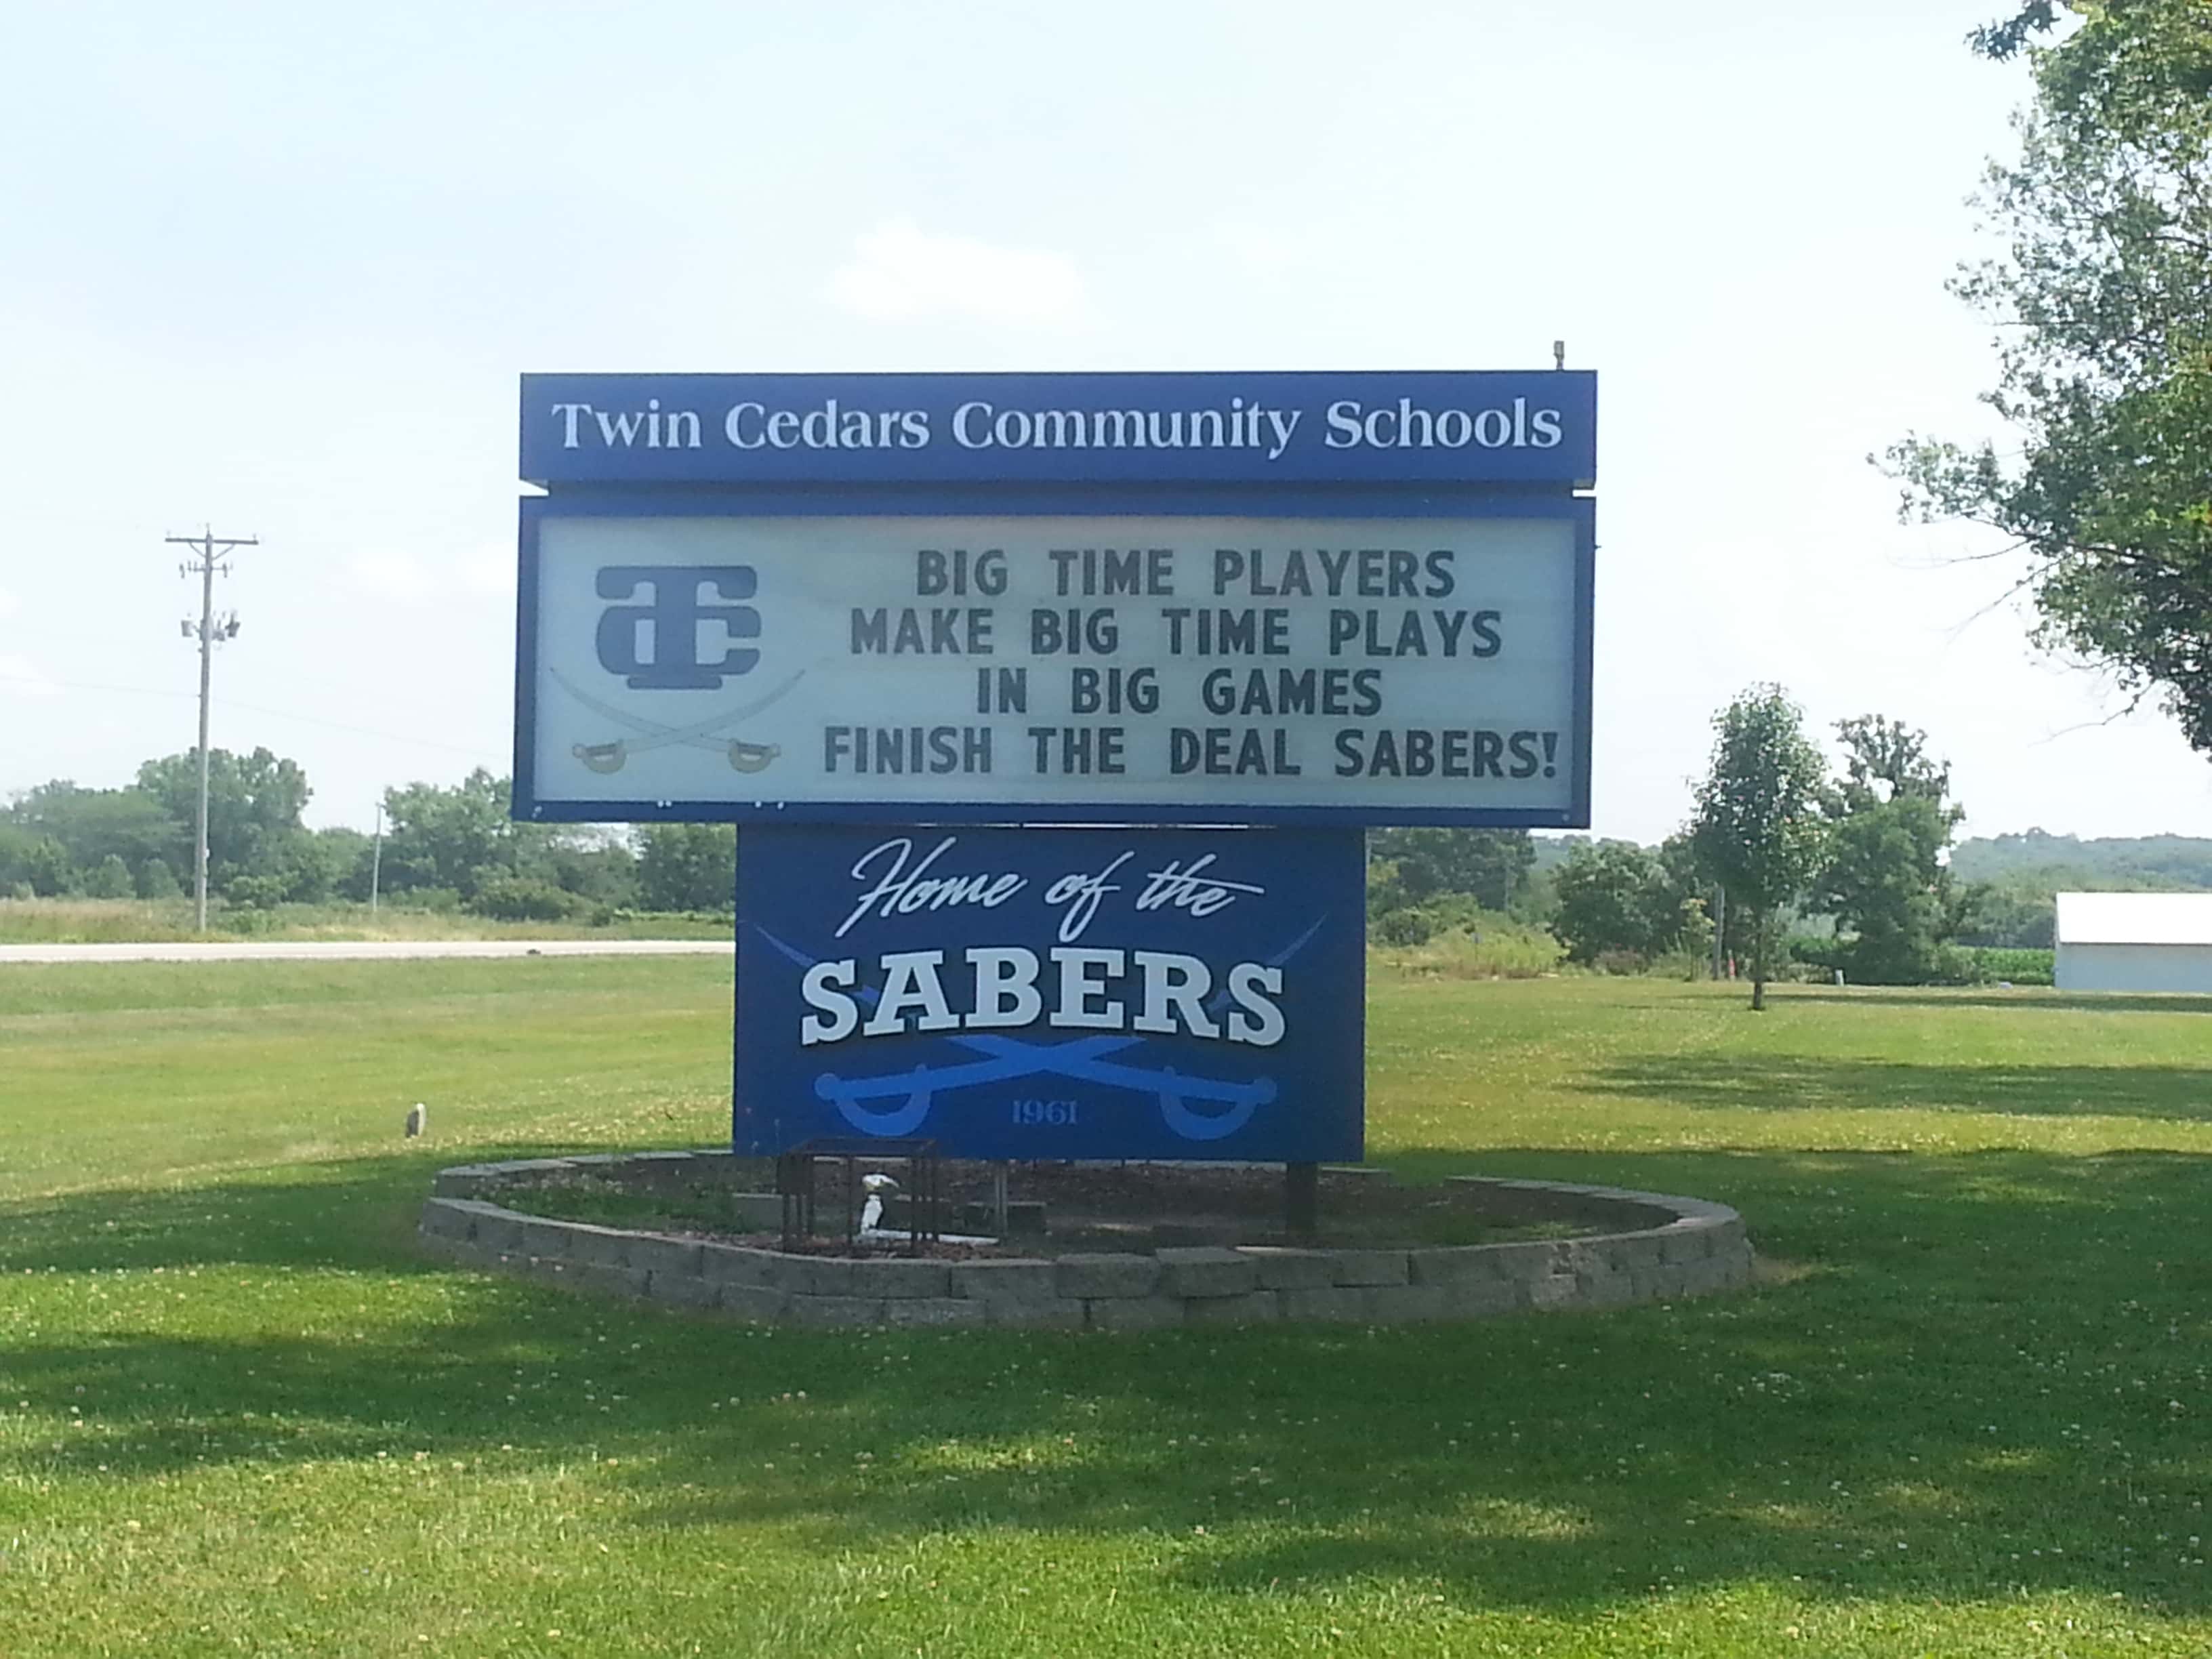 Twin Cedars Community Schools
TC
BIG TIME PLAYERS
MAKE BIG TIME PLAYS
IN BIG GAMES
FINISH THE DEAL SABERS!
Home of the
SABERS
1961